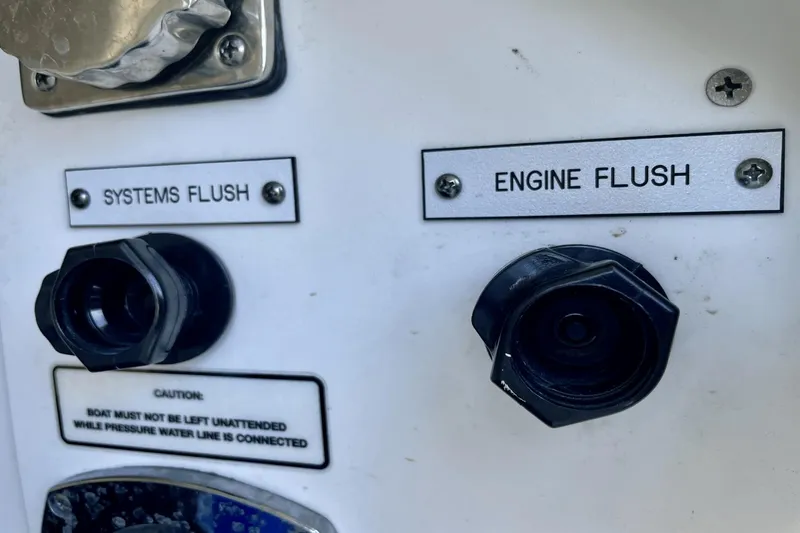 SYSTEMS FLUSH
ENGINE FLUSH
CAUTION:
BOAT MUST NOT BE LEFT UNATTENDED
WHILE PRESSURE WATER LINE IS CONNECTED